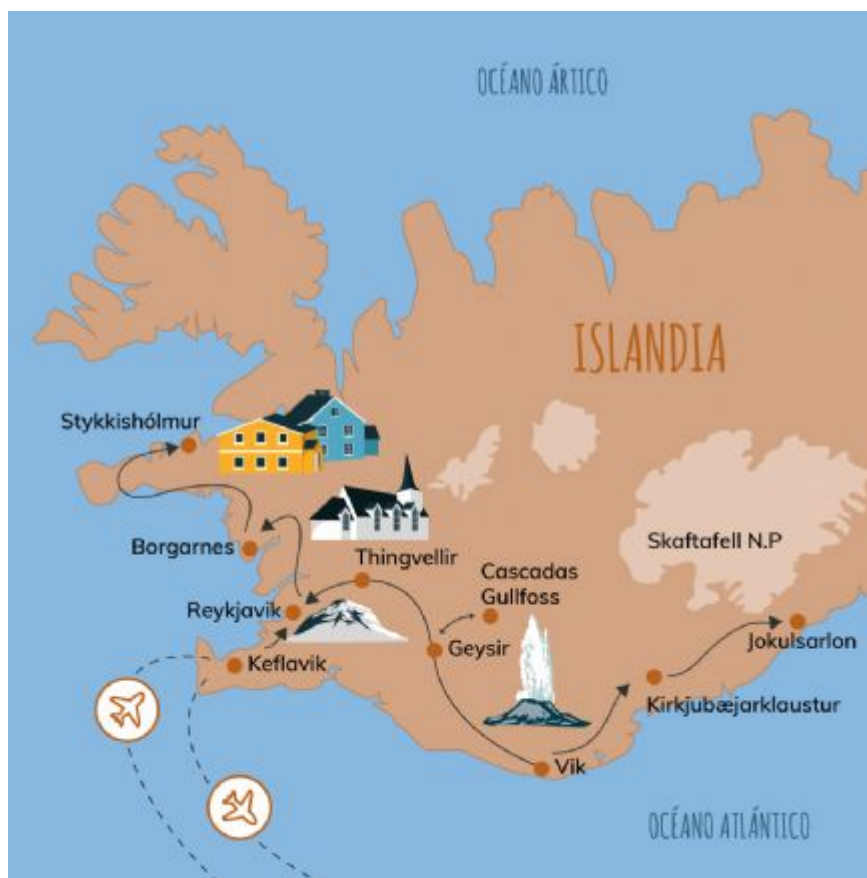 OCÉANO ÁRTICO
ISLANDIA
Stykkishólmur
Borgarnes
Thingvellir
Skaftafell N.P
Cascadas
Gullfoss
Reykjavik
Geysir
Jokulsarlon
Keflavik
Kirkjubæjarklaustur
Vik
OCÉANO ATLÁNTICO